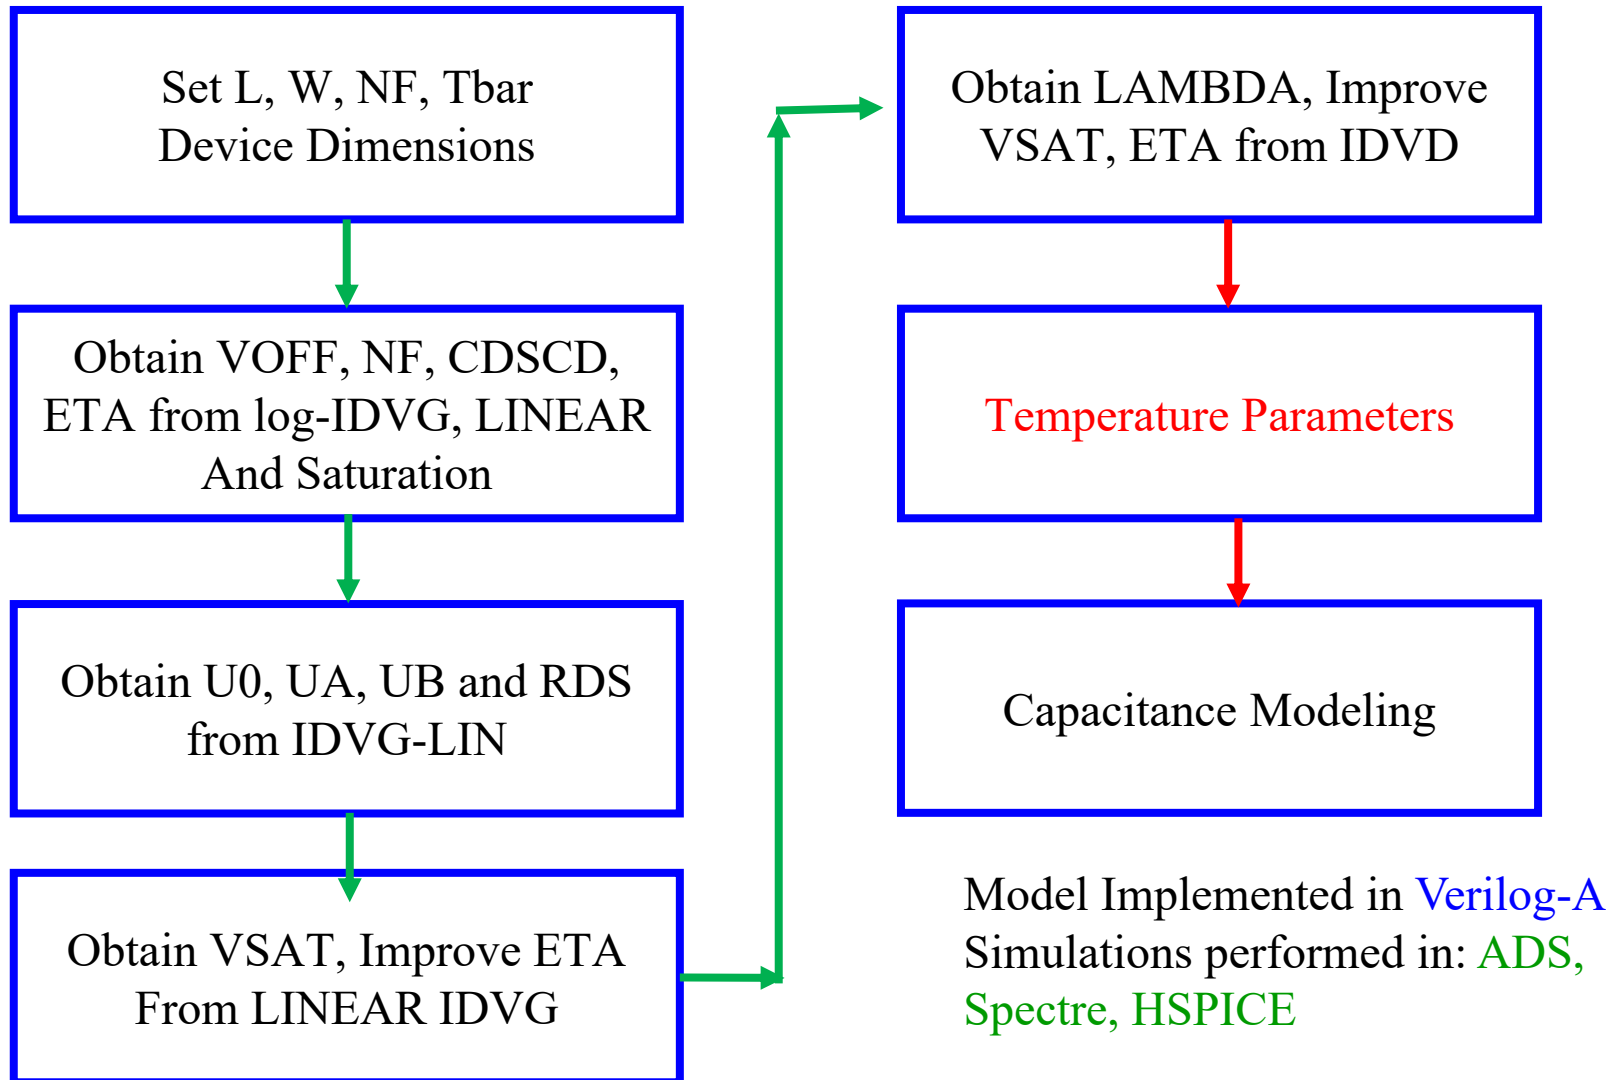 Set L, W, NF, Tbar
Device Dimensions
Obtain VOFF, NF, CDSCD,
ETA from log-IDVG, LINEAR
And Saturation
Obtain U0, UA, UB and RDS
from IDVG-LIN
Obtain VSAT, Improve ETA
From LINEAR IDVG
Obtain LAMBDA, Improve
VSAT, ETA from IDVD
Temperature Parameters
Capacitance Modeling
Model Implemented in Verilog-A
Simulations performed in: ADS,
Spectre, HSPICE